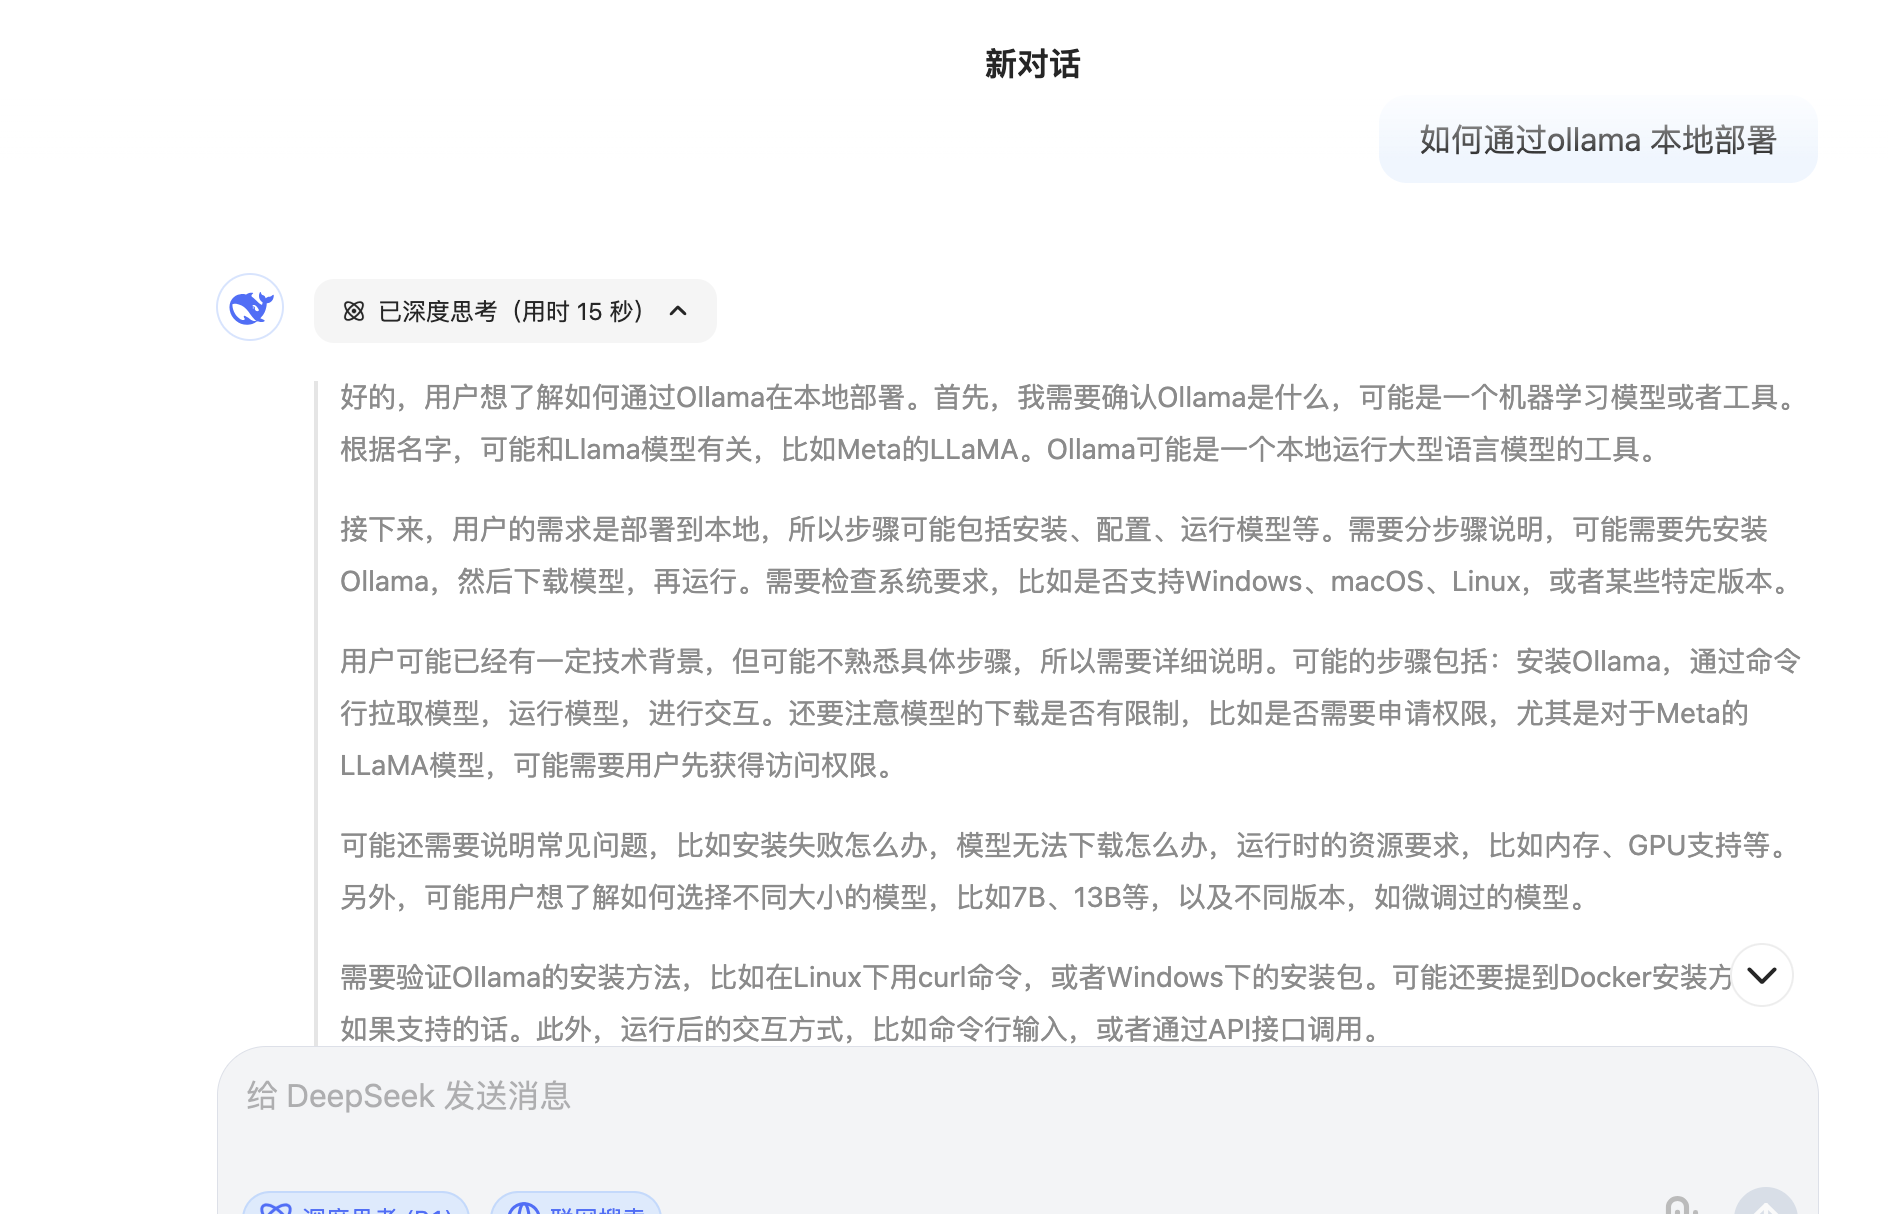 新对话
如何通过ollama 本地部署
已深度思考（用时 15 秒）
好的，用户想了解如何通过Ollama在本地部署。首先，我需要确认Ollama是什么，可能是一个机器学习模型或者工具。
根据名字，可能和Llama模型有关，比如Meta的LLaMA。Ollama可能是一个本地运行大型语言模型的工具。
接下来，用户的需求是部署到本地，所以步骤可能包括安装、配置、运行模型等。需要分步骤说明，可能需要先安装
Ollama，然后下载模型，再运行。需要检查系统要求，比如是否支持Windows、macOS、Linux，或者某些特定版本。
用户可能已经有一定技术背景，但可能不熟悉具体步骤，所以需要详细说明。可能的步骤包括：安装Ollama，通过命令
行拉取模型，运行模型，进行交互。还要注意模型的下载是否有限制，比如是否需要申请权限，尤其是对于Meta的
LLaMA模型，可能需要用户先获得访问权限。
可能还需要说明常见问题，比如安装失败怎么办，模型无法下载怎么办，运行时的资源要求，比如内存、GPU支持等。
另外，可能用户想了解如何选择不同大小的模型，比如7B、13B等，以及不同版本，如微调过的模型。
需要验证Ollama的安装方法，比如在Linux下用curl命令，或者Windows下的安装包。可能还要提到Docker安装方
如果支持的话。此外，运行后的交互方式，比如命令行输入，或者通过API接口调用。
给 DeepSeek 发送消息
深度思考 (R1)
联网搜索